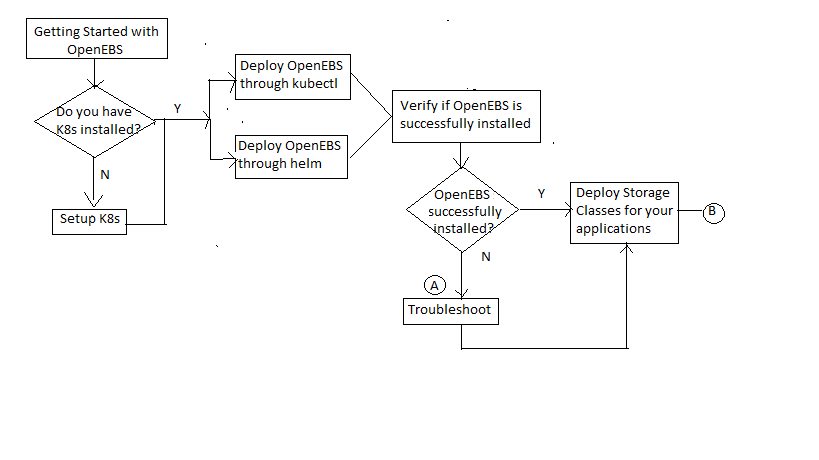 Getting Started with
OpenEBS
Do you have
K8s installed?
Y
N
Setup K8s
Deploy OpenEBS
through kubectl
Deploy OpenEBS
through helm
Verify if OpenEBS is
successfully installed
OpenEBS
successfully
installed?
Y
N
A
Troubleshoot
Deploy Storage
Classes for your
applications
B